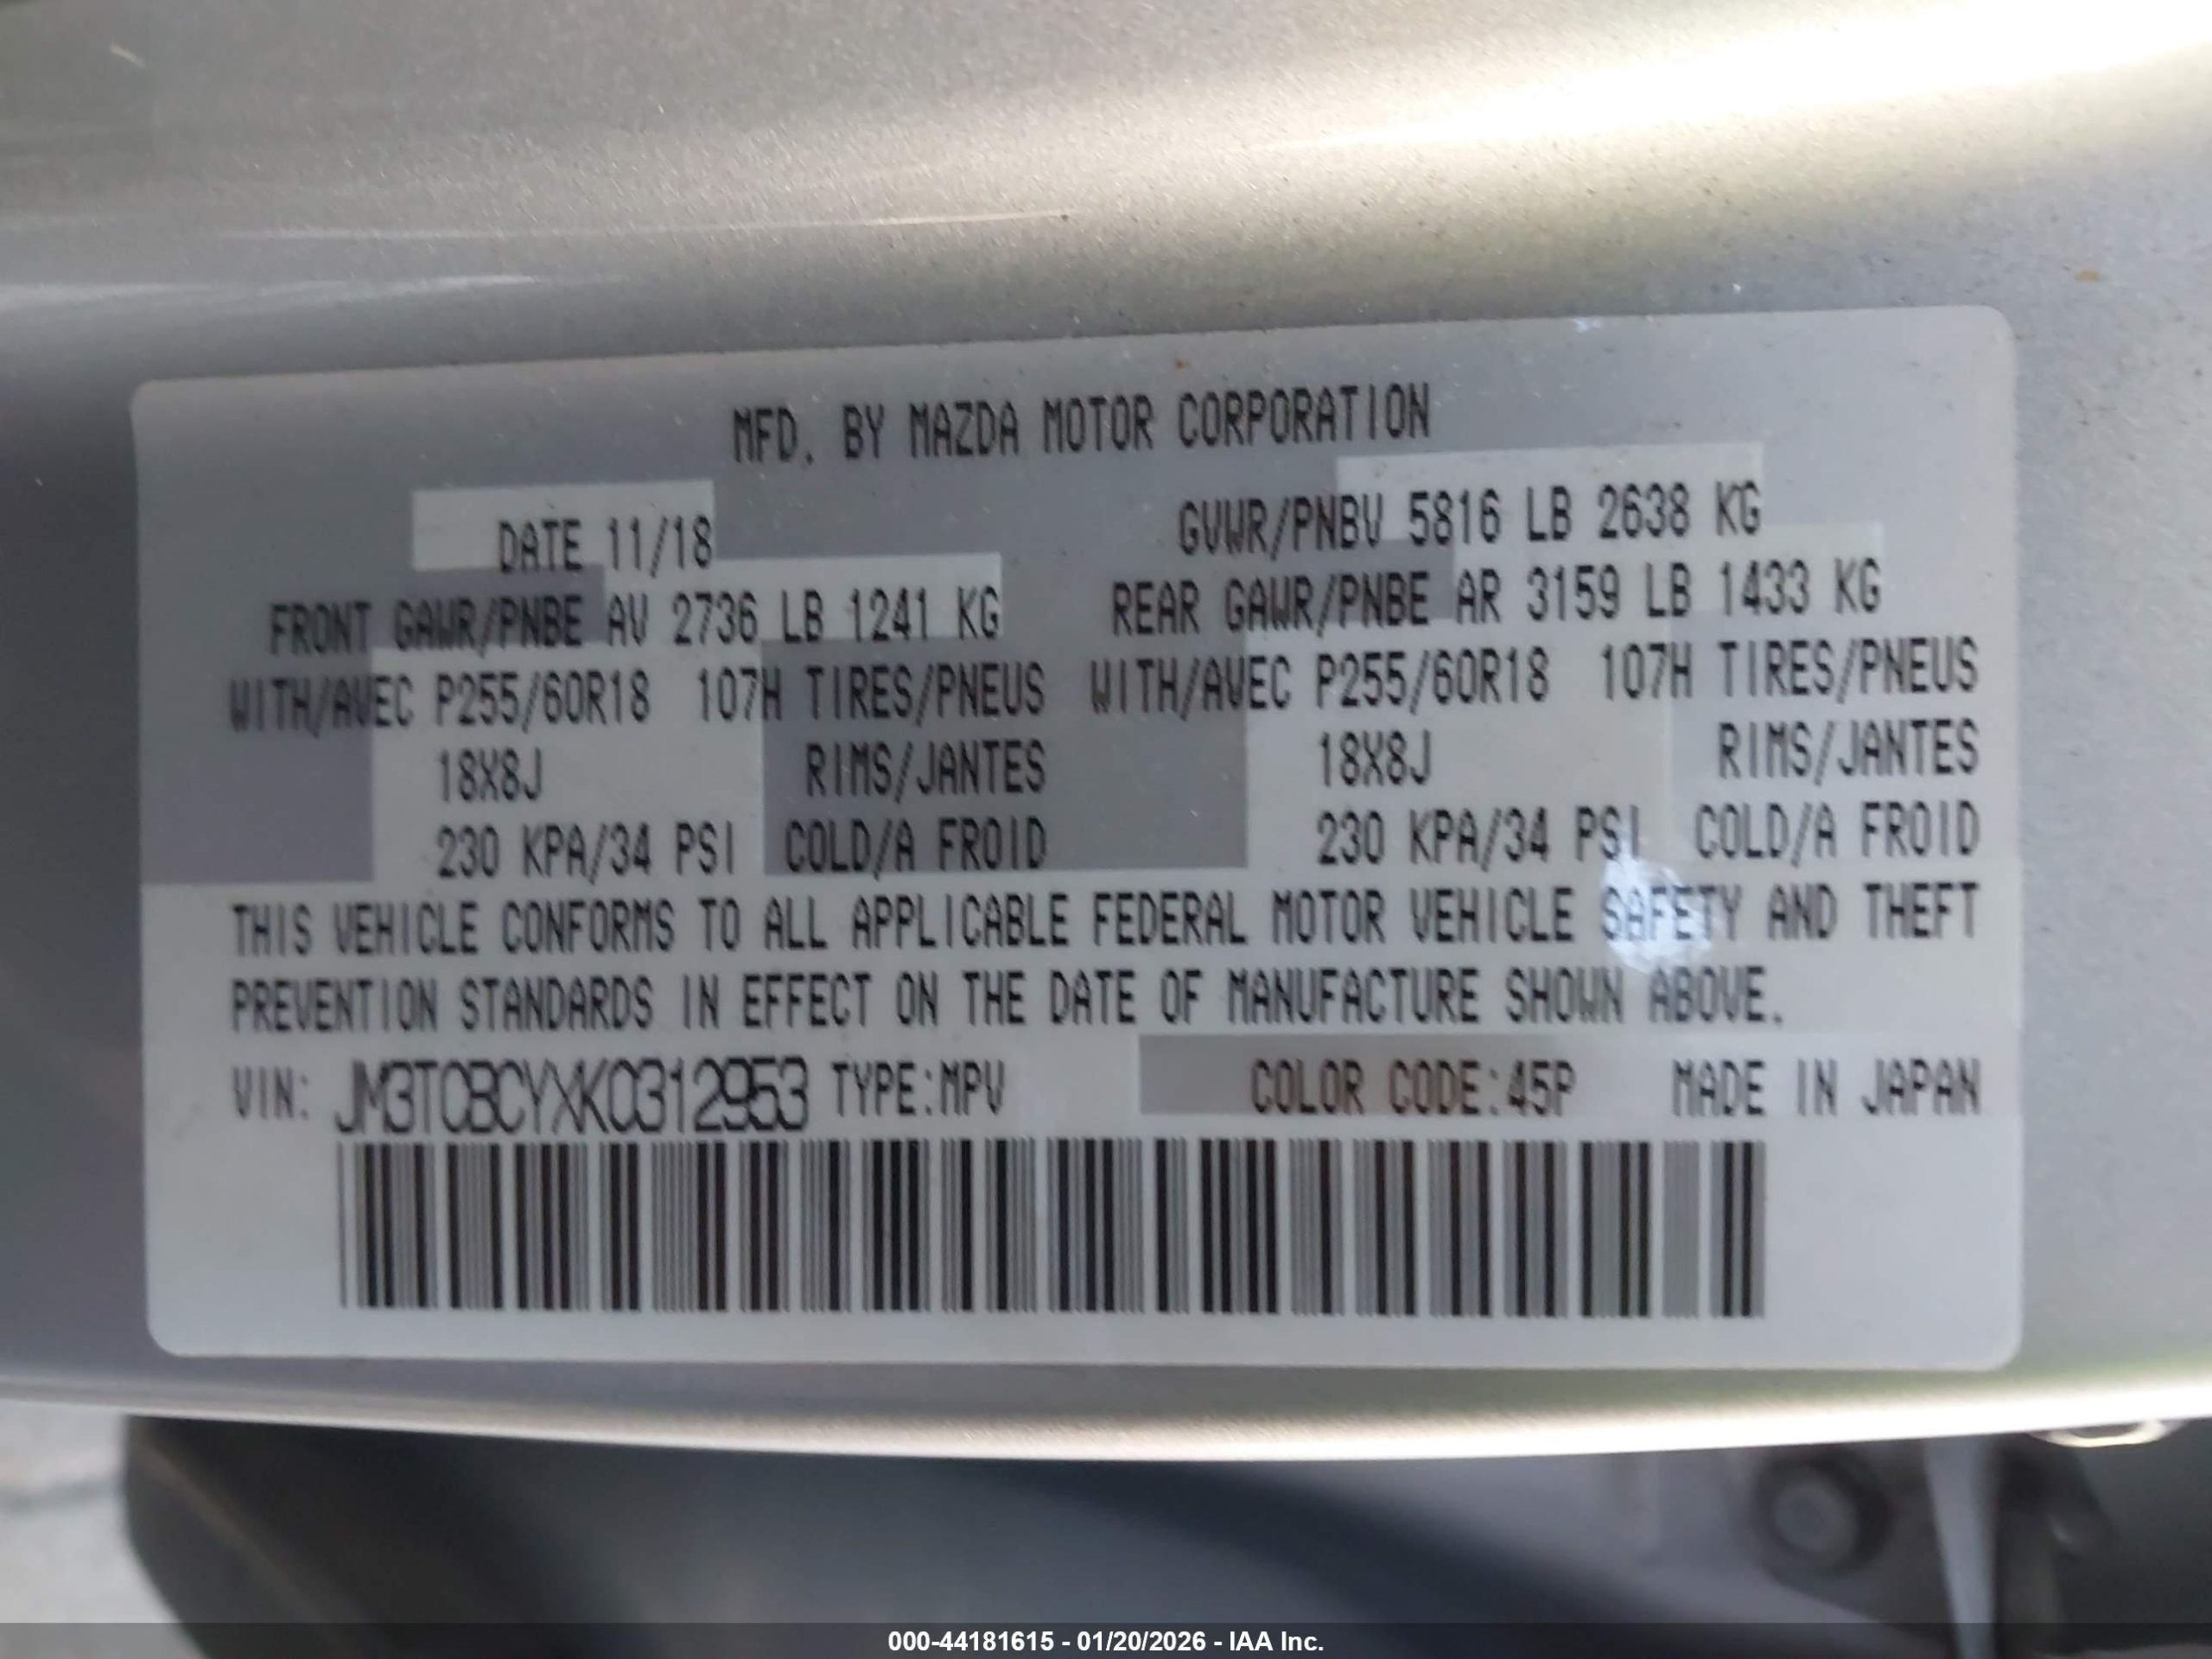 MFD. BY MAZDA MOTOR CORPORATION
DATE 11/18 GVWR/PNBV 5816 LB 2638 KG
FRONT GAWR/PNBE AV 2736 LB 1241 KG REAR GAWR/PNBE AR 3159 LB 1433 KG
WITH/AVEC P255/60R18 107H TIRES/PNEUS WITH/AVEC P255/60R18 107H TIRES/PNEUS
18X8J RIMS/JANTES 18X8J RIMS/JANTES
230 KPA/34 PSI COLD/A FROID 230 KPA/34 PSI COLD/A FROID
THIS VEHICLE CONFORMS TO ALL APPLICABLE FEDERAL MOTOR VEHICLE SAFETY AND THEFT
PREVENTION STANDARDS IN EFFECT ON THE DATE OF MANUFACTURE SHOWN ABOVE.
VIN: JM3TCBCYXK0312953 TYPE:MPV COLOR CODE:45P MADE IN JAPAN
000-44181615 - 01/20/2026 - IAA Inc.